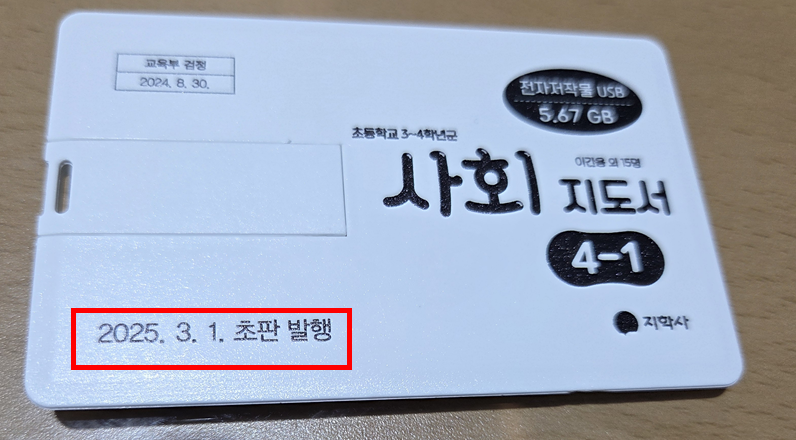 교육부 검정
2024. 8. 30.
전자저작물 USB
5.67 GB
초등학교 3~4학년군
이간용 외 15명
사회 지도서
4-1
2025. 3. 1. 초판 발행
지학사